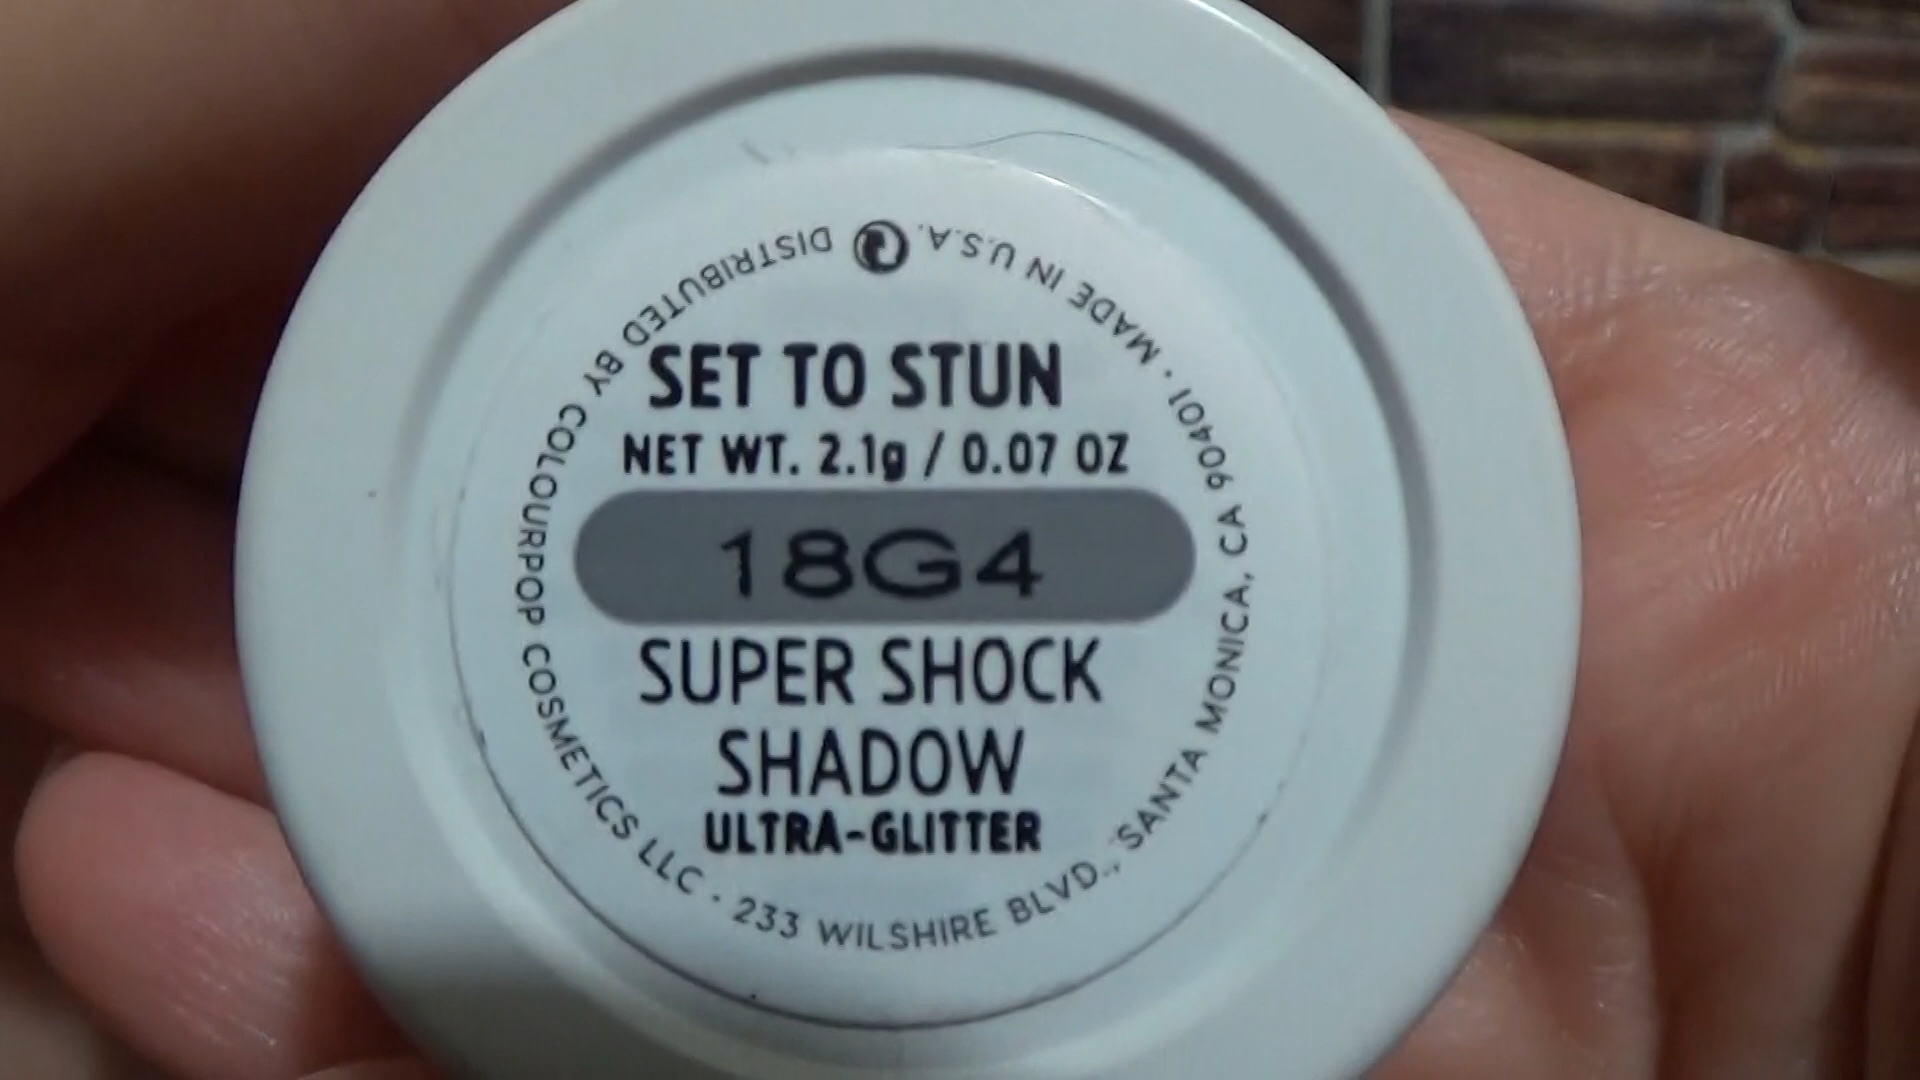 SET TO STUN
NET WT. 2.1g / 0.07 OZ
18G4
SUPER SHOCK
SHADOW
ULTRA-GLITTER
DISTRIBUTED BY COLOURPOP COSMETICS LLC · 233 WILSHIRE BLVD., SANTA MONICA, CA 90401 · MADE IN U.S.A.